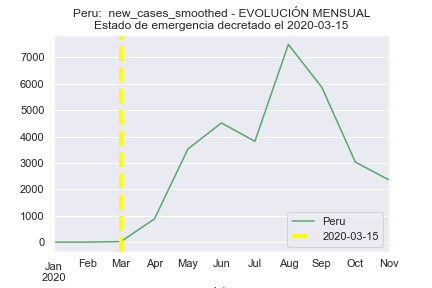 Peru:  new_cases_smoothed - EVOLUCIÓN MENSUAL
Estado de emergencia decretado el 2020-03-15
7000
6000
5000
4000
3000
2000
1000
0
Jan Feb Mar Apr May Jun Jul Aug Sep Oct Nov
2020
Peru
2020-03-15